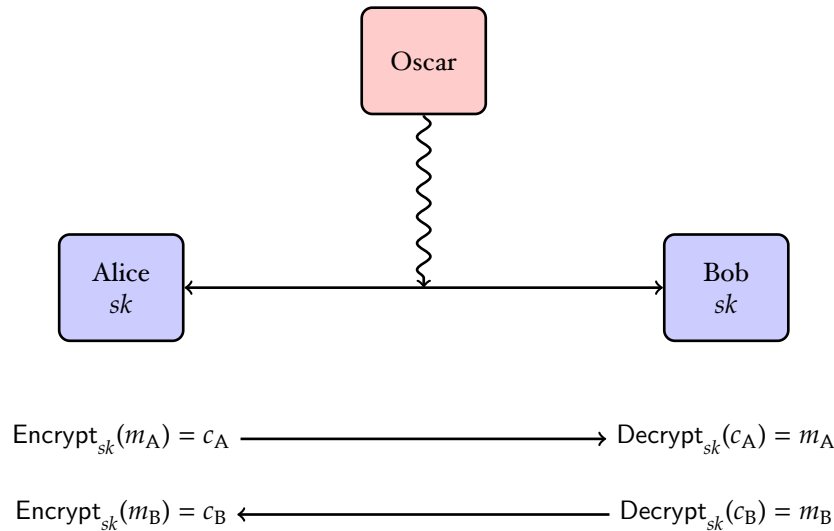 Oscar
Alice
sk
Bob
sk
Encrypt_sk(m_A) = c_A
Decrypt_sk(c_A) = m_A
Encrypt_sk(m_B) = c_B
Decrypt_sk(c_B) = m_B